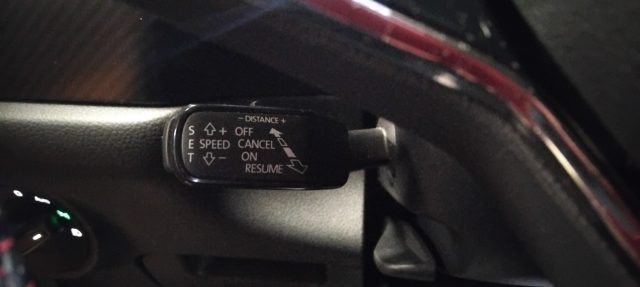 - DISTANCE +
S + OFF
E SPEED CANCEL
T - ON
RESUME